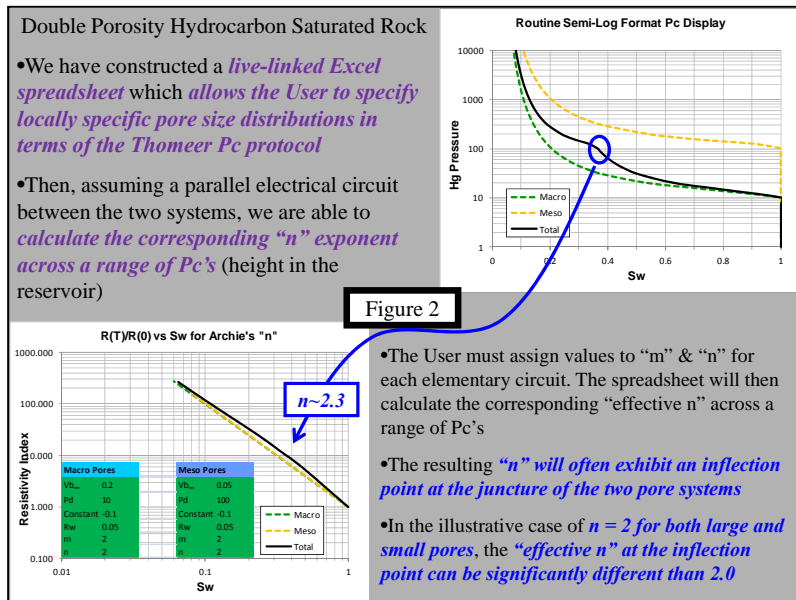 Double Porosity Hydrocarbon Saturated Rock
•We have constructed a live-linked Excel
spreadsheet which allows the User to specify
locally specific pore size distributions in
terms of the Thomeer Pc protocol
•Then, assuming a parallel electrical circuit
between the two systems, we are able to
calculate the corresponding “n” exponent
across a range of Pc’s (height in the
reservoir)
Routine Semi-Log Format Pc Display
Hg Pressure
10000
1000
100
10
1
Macro
Meso
Total
0 0.2 0.4 0.6 0.8 1
Sw
Figure 2
R(T)/R(0) vs Sw for Archie's "n"
Resistivity Index
1000.000
100.000
10.000
1.000
0.100
n~2.3
Macro Pores
Vb∞ 0.2
Pd 10
Constant -0.1
Rw 0.05
m 2
n 2
Meso Pores
Vb∞ 0.05
Pd 100
Constant -0.1
Rw 0.05
m 2
n 2
Macro
Meso
Total
0.01 0.1 1
Sw
•The User must assign values to “m” & “n” for
each elementary circuit. The spreadsheet will then
calculate the corresponding “effective n” across a
range of Pc’s
•The resulting “n” will often exhibit an inflection
point at the juncture of the two pore systems
•In the illustrative case of n = 2 for both large and
small pores, the “effective n” at the inflection
point can be significantly different than 2.0